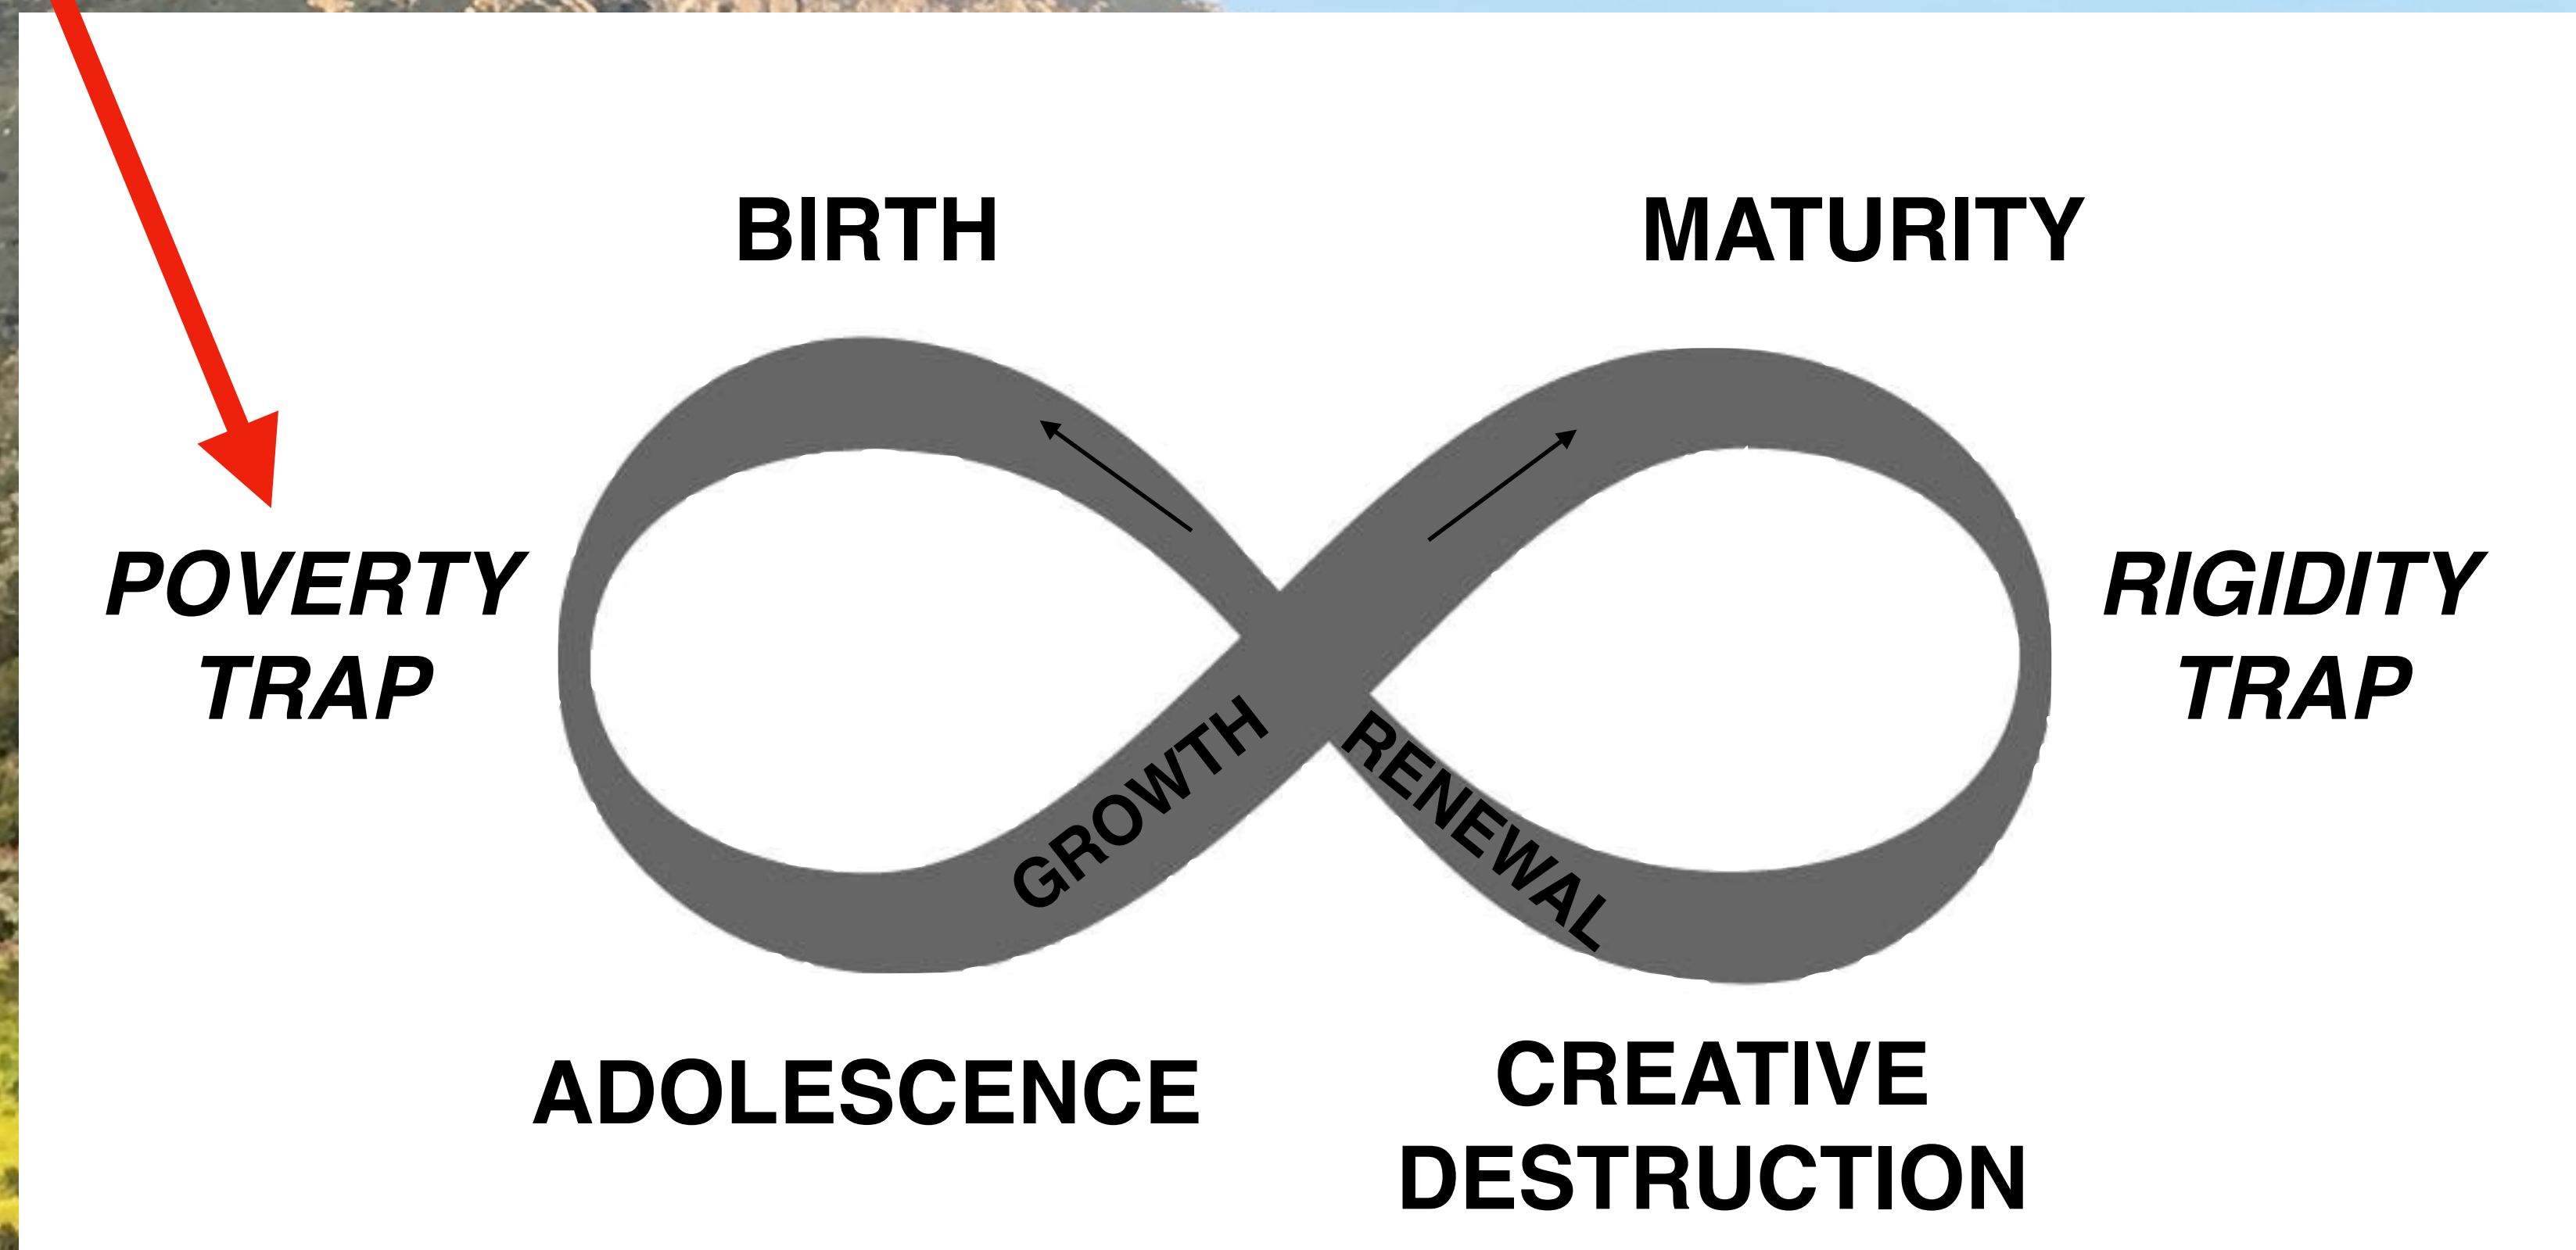 BIRTH
MATURITY
POVERTY
TRAP
RIGIDITY
TRAP
GROWTH
RENEWAL
ADOLESCENCE
CREATIVE
DESTRUCTION